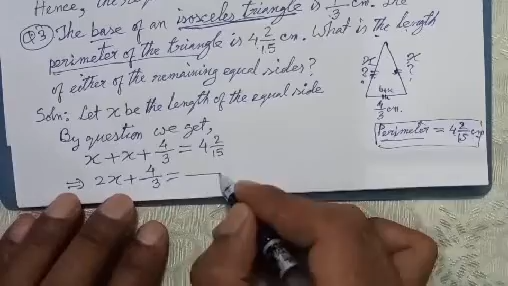 Hence, the
Q3) The base of an isosceles triangle is 4/3 cm. The
perimeter of the triangle is 4 2/15 cm. What is the length
of either of the remaining equal sides?
Soln: Let x be the length of the equal side
By question we get,
x + x + 4/3 = 4 2/15
⇒ 2x + 4/3 =
x x
? ?
4/3 cm.
Perimeter = 4 2/15 cm